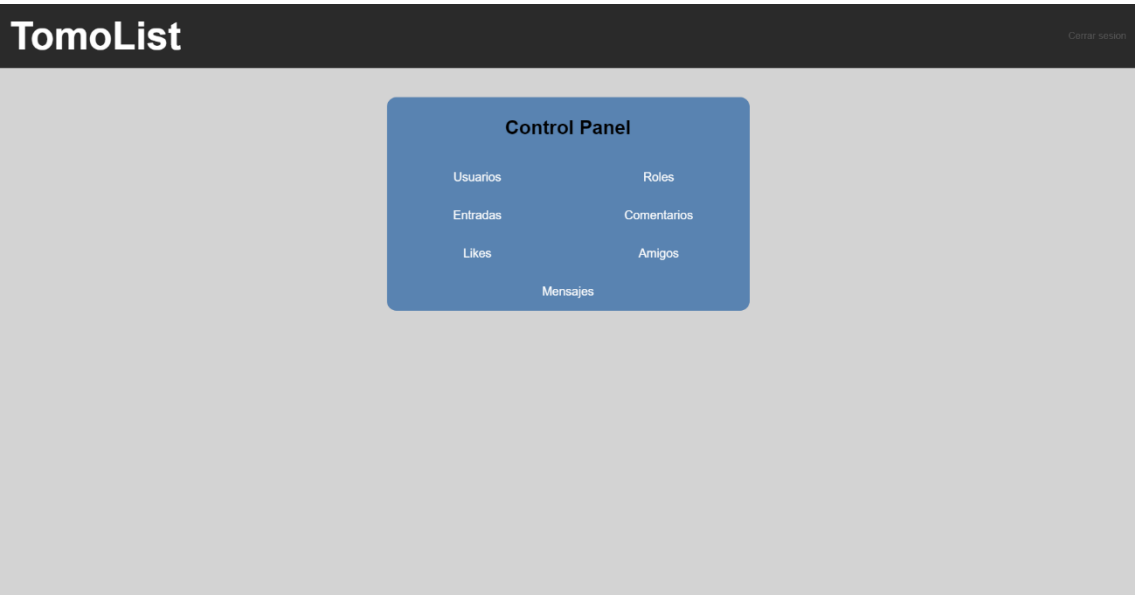 TomoList
Cerrar sesion
Control Panel
Usuarios
Roles
Entradas
Comentarios
Likes
Amigos
Mensajes